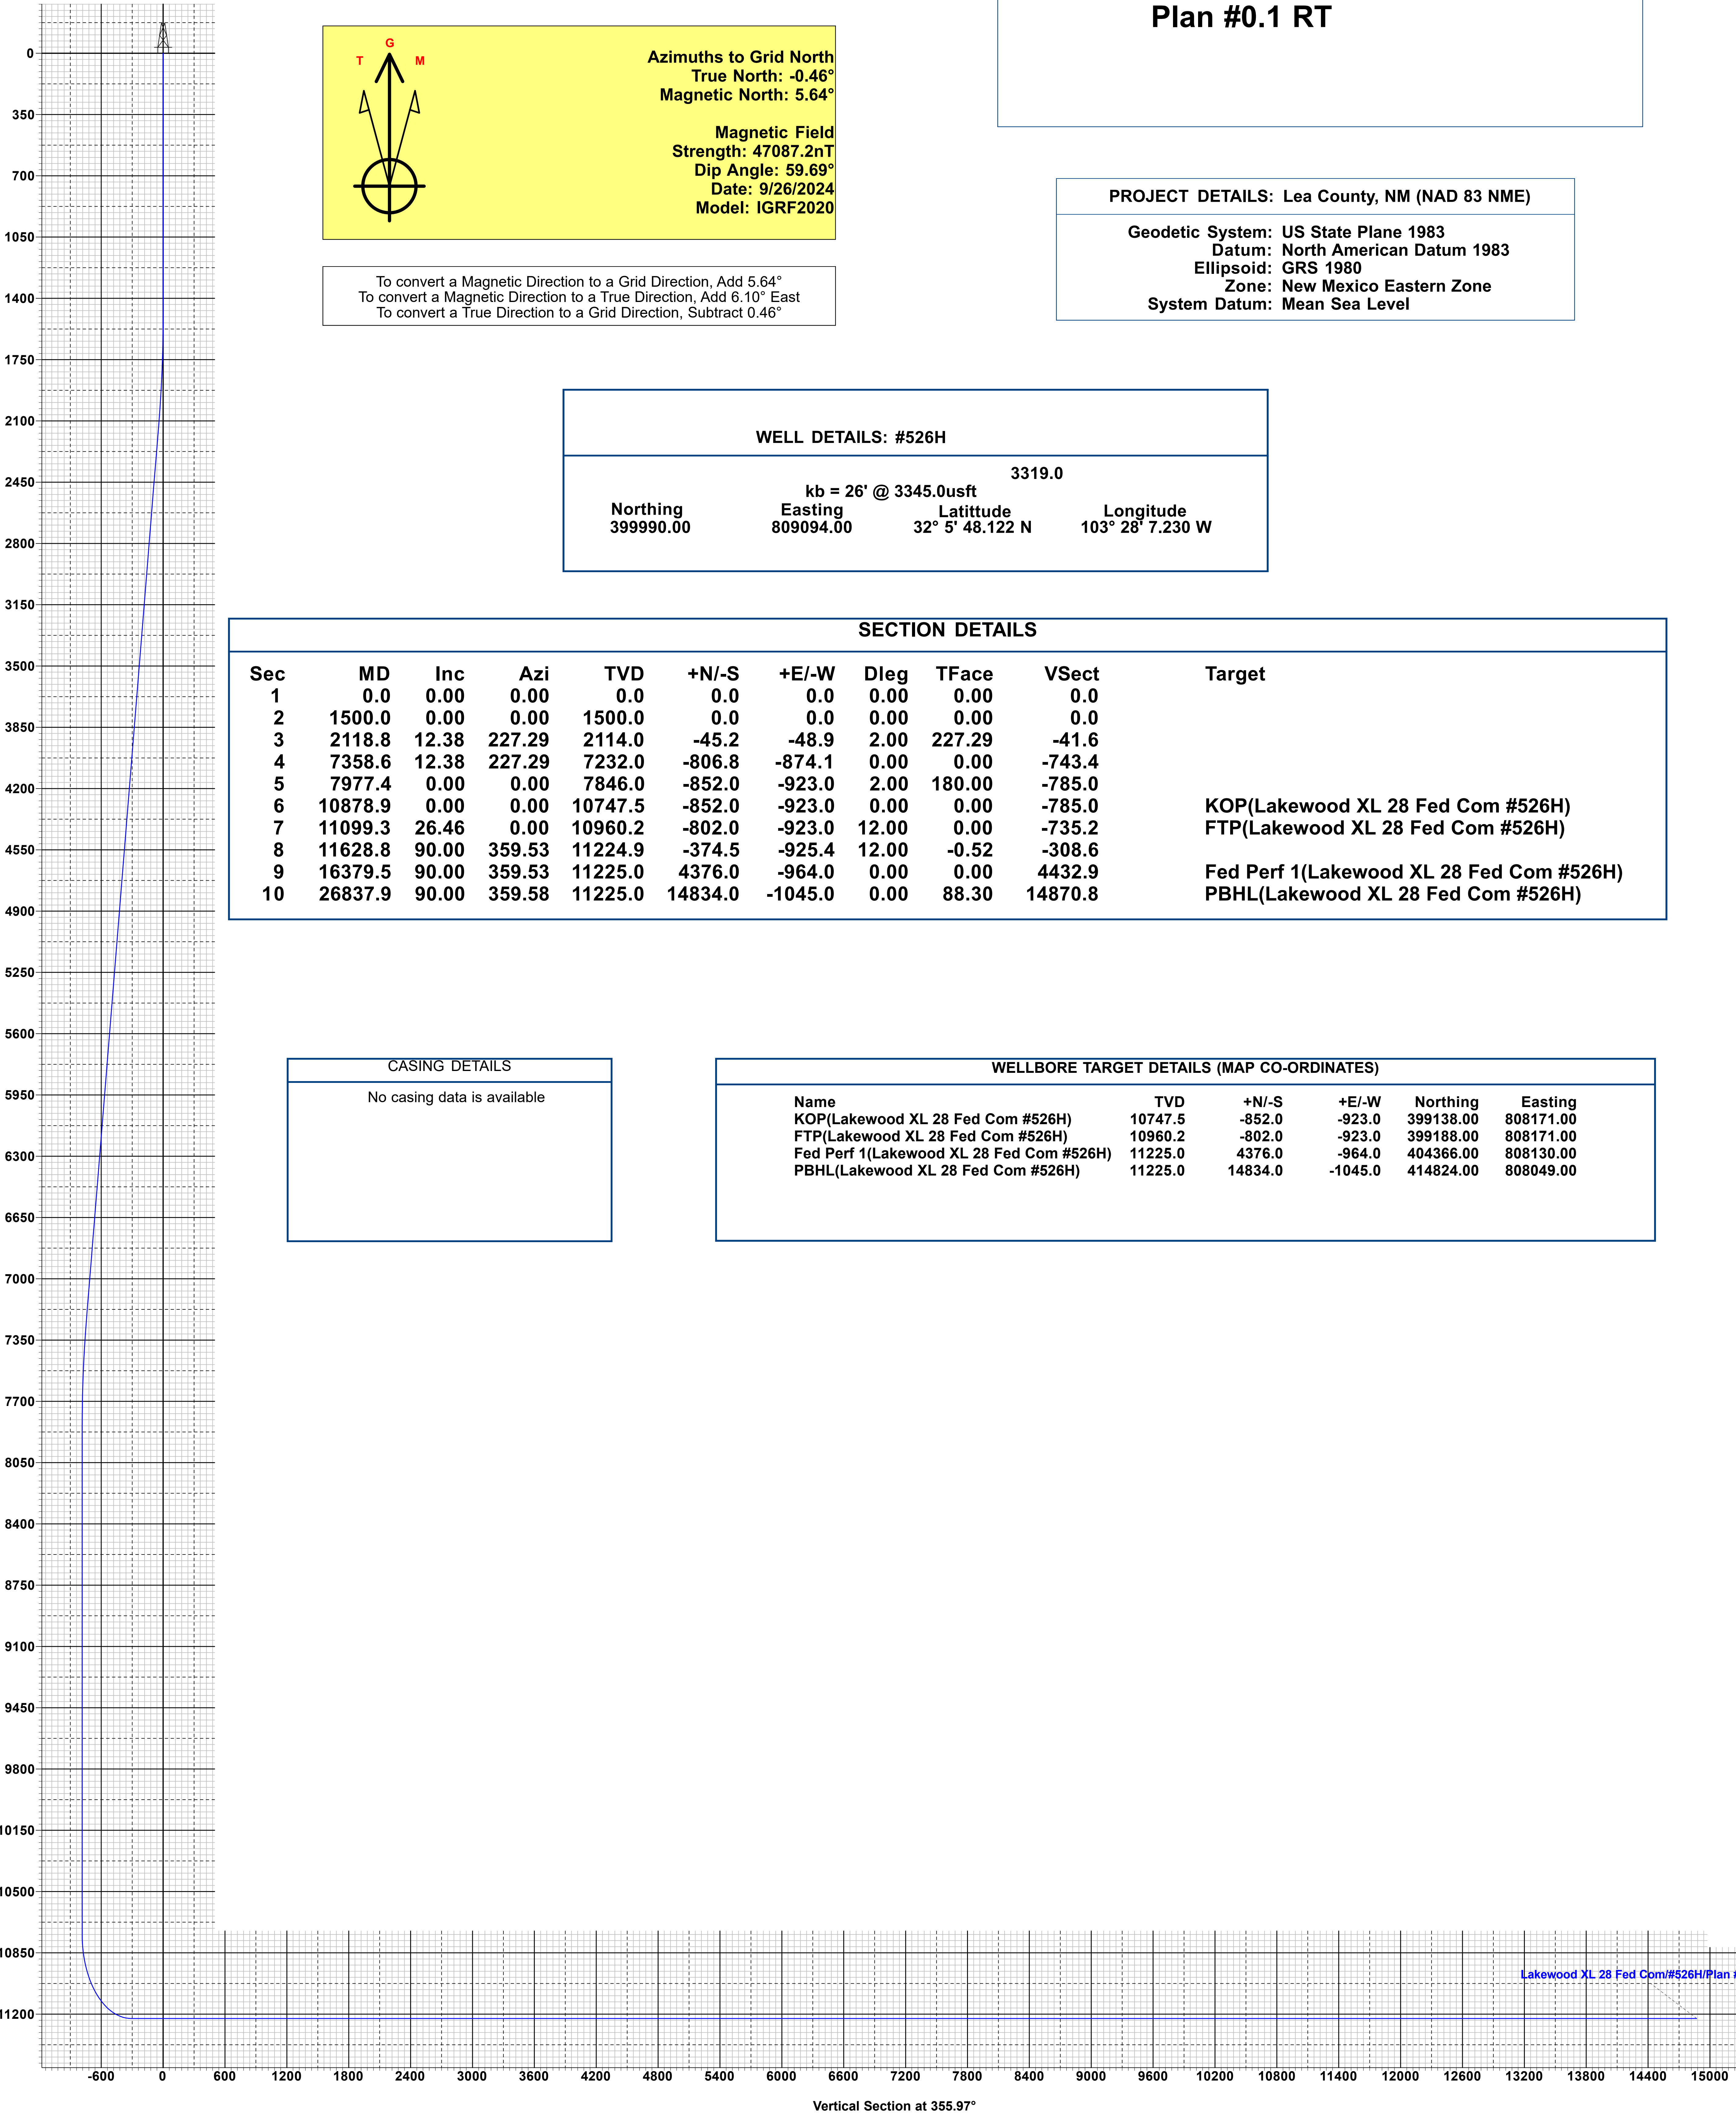 Plan #0.1 RT
G
T M
Azimuths to Grid North
True North: -0.46°
Magnetic North: 5.64°
Magnetic Field
Strength: 47087.2nT
Dip Angle: 59.69°
Date: 9/26/2024
Model: IGRF2020
To convert a Magnetic Direction to a Grid Direction, Add 5.64°
To convert a Magnetic Direction to a True Direction, Add 6.10° East
To convert a True Direction to a Grid Direction, Subtract 0.46°
PROJECT DETAILS: Lea County, NM (NAD 83 NME)
Geodetic System: US State Plane 1983
Datum: North American Datum 1983
Ellipsoid: GRS 1980
Zone: New Mexico Eastern Zone
System Datum: Mean Sea Level
WELL DETAILS: #526H
3319.0
kb = 26' @ 3345.0usft
Northing Easting Latittude Longitude
399990.00 809094.00 32° 5' 48.122 N 103° 28' 7.230 W
SECTION DETAILS
Sec MD Inc Azi TVD +N/-S +E/-W Dleg TFace VSect Target
1 0.0 0.00 0.00 0.0 0.0 0.0 0.00 0.00 0.0
2 1500.0 0.00 0.00 1500.0 0.0 0.0 0.00 0.00 0.0
3 2118.8 12.38 227.29 2114.0 -45.2 -48.9 2.00 227.29 -41.6
4 7358.6 12.38 227.29 7232.0 -806.8 -874.1 0.00 0.00 -743.4
5 7977.4 0.00 0.00 7846.0 -852.0 -923.0 2.00 180.00 -785.0
6 10878.9 0.00 0.00 10747.5 -852.0 -923.0 0.00 0.00 -785.0 KOP(Lakewood XL 28 Fed Com #526H)
7 11099.3 26.46 0.00 10960.2 -802.0 -923.0 12.00 0.00 -735.2 FTP(Lakewood XL 28 Fed Com #526H)
8 11628.8 90.00 359.53 11224.9 -374.5 -925.4 12.00 -0.52 -308.6
9 16379.5 90.00 359.53 11225.0 4376.0 -964.0 0.00 0.00 4432.9 Fed Perf 1(Lakewood XL 28 Fed Com #526H)
10 26837.9 90.00 359.58 11225.0 14834.0 -1045.0 0.00 88.30 14870.8 PBHL(Lakewood XL 28 Fed Com #526H)
CASING DETAILS
No casing data is available
WELLBORE TARGET DETAILS (MAP CO-ORDINATES)
Name TVD +N/-S +E/-W Northing Easting
KOP(Lakewood XL 28 Fed Com #526H) 10747.5 -852.0 -923.0 399138.00 808171.00
FTP(Lakewood XL 28 Fed Com #526H) 10960.2 -802.0 -923.0 399188.00 808171.00
Fed Perf 1(Lakewood XL 28 Fed Com #526H) 11225.0 4376.0 -964.0 404366.00 808130.00
PBHL(Lakewood XL 28 Fed Com #526H) 11225.0 14834.0 -1045.0 414824.00 808049.00
0
350
700
1050
1400
1750
2100
2450
2800
3150
3500
3850
4200
4550
4900
5250
5600
5950
6300
6650
7000
7350
7700
8050
8400
8750
9100
9450
9800
10150
10500
10850
11200
Lakewood XL 28 Fed Com/#526H/Plan #
-600 0 600 1200 1800 2400 3000 3600 4200 4800 5400 6000 6600 7200 7800 8400 9000 9600 10200 10800 11400 12000 12600 13200 13800 14400 15000
Vertical Section at 355.97°